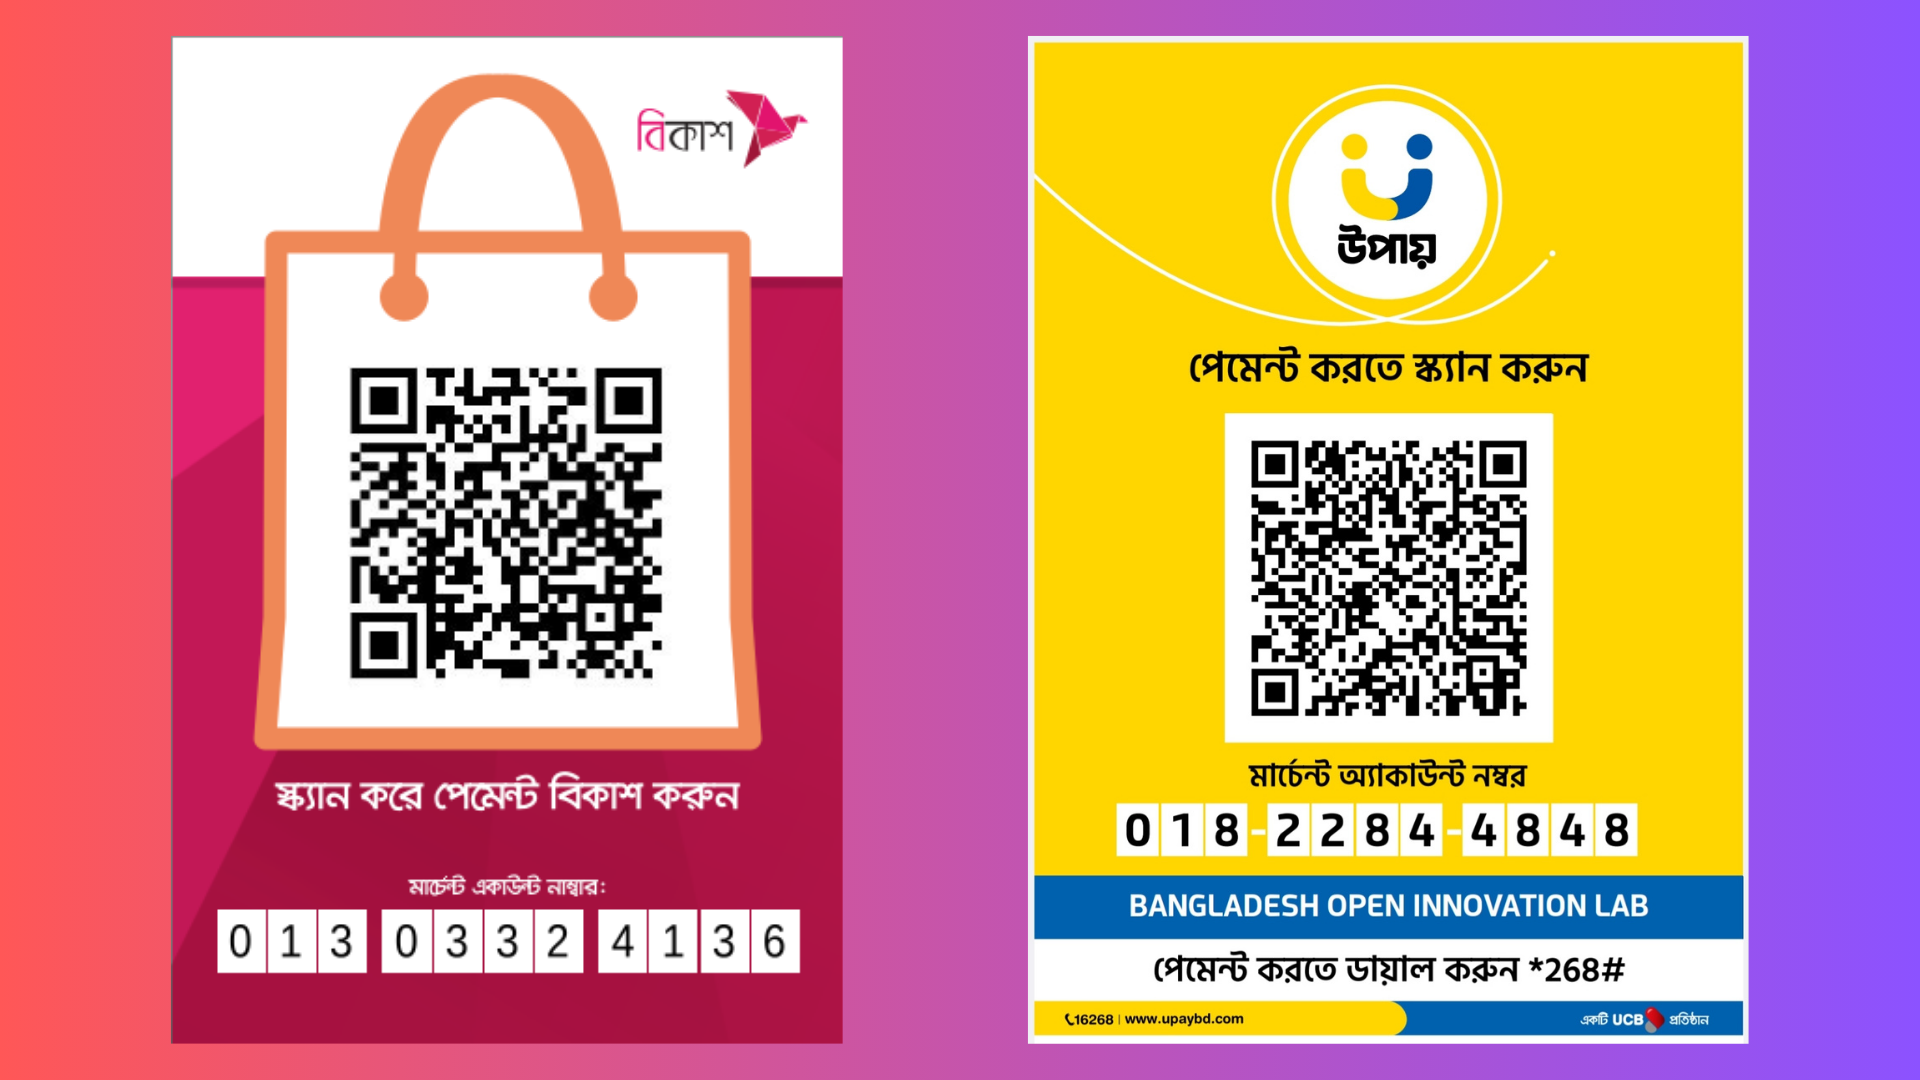 বিকাশ
স্ক্যান করে পেমেন্ট বিকাশ করুন
মার্চেন্ট একাউন্ট নাম্বার:
013 0332 4136
উপায়
পেমেন্ট করতে স্ক্যান করুন
মার্চেন্ট অ্যাকাউন্ট নম্বর
018-2284-4848
BANGLADESH OPEN INNOVATION LAB
পেমেন্ট করতে ডায়াল করুন *268#
16268 | www.upaybd.com
একটি UCB প্রতিষ্ঠান